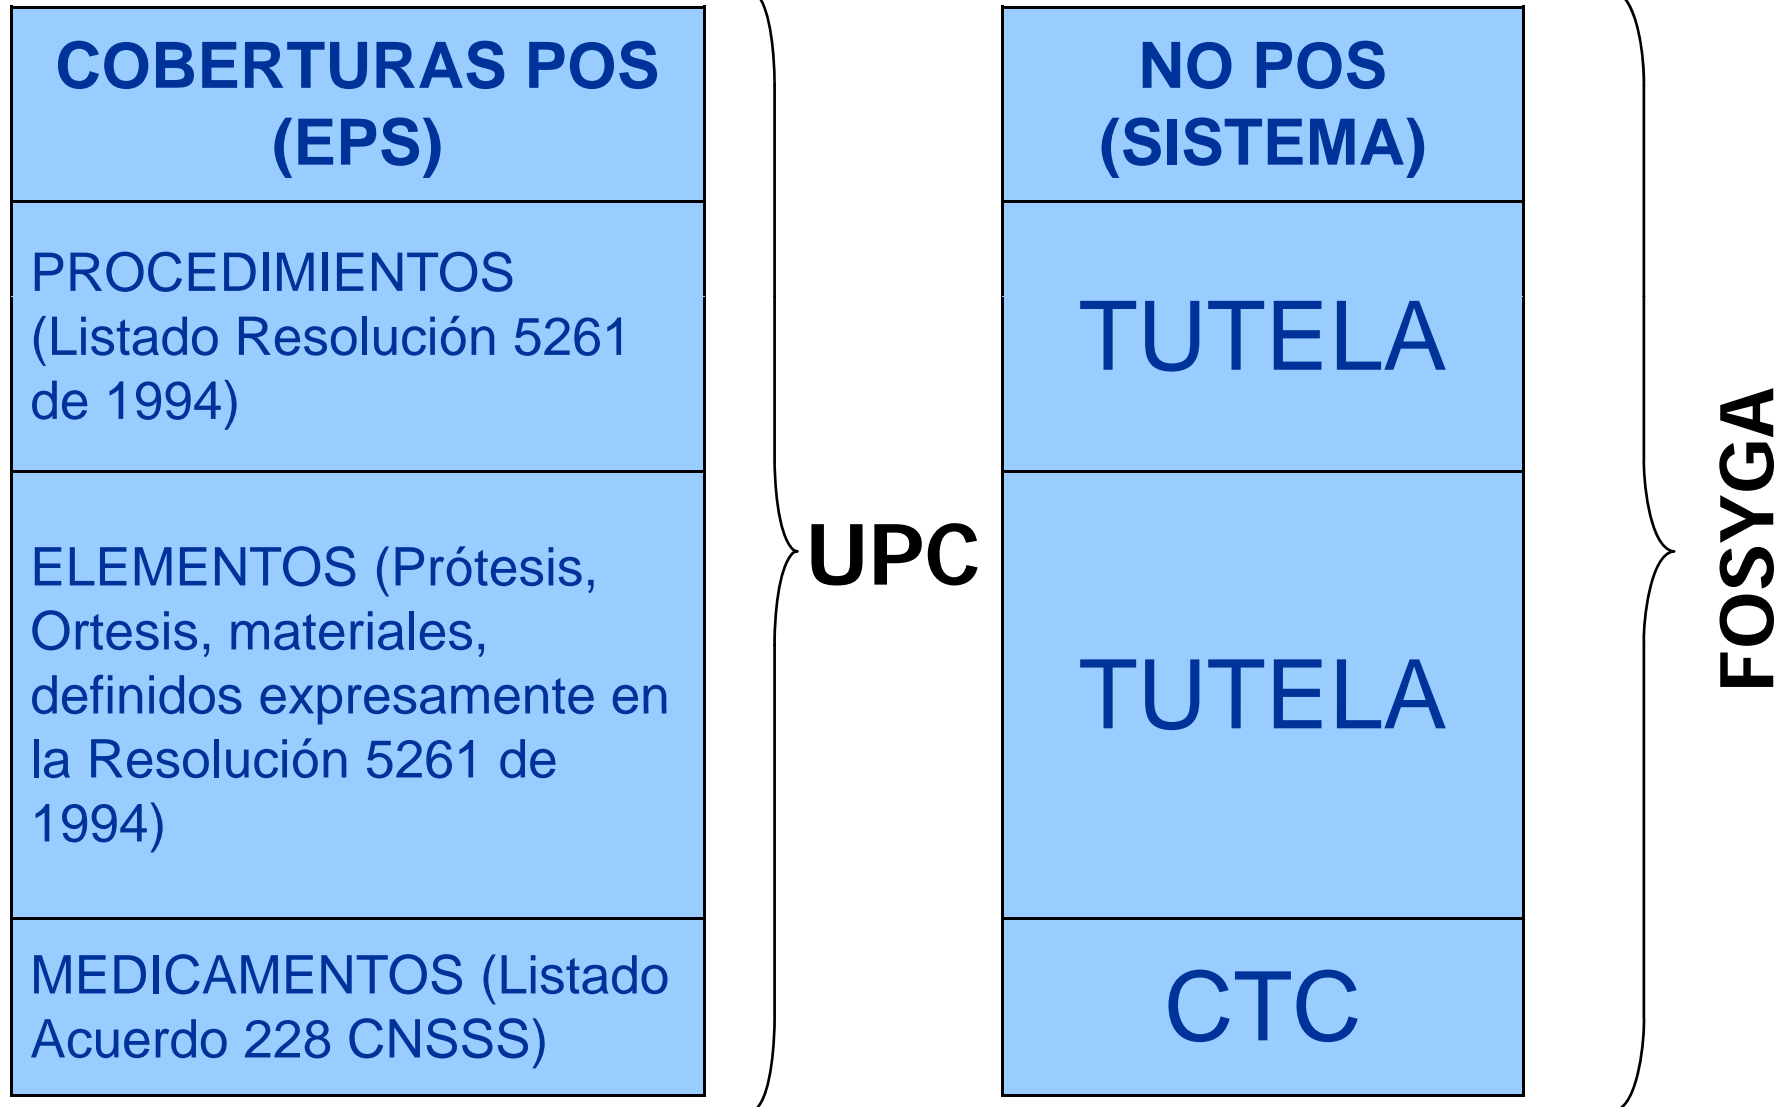 COBERTURAS POS
(EPS)
PROCEDIMIENTOS
(Listado Resolución 5261
de 1994)
ELEMENTOS (Prótesis,
Ortesis, materiales,
definidos expresamente en
la Resolución 5261 de
1994)
MEDICAMENTOS (Listado
Acuerdo 228 CNSSS)
UPC
NO POS
(SISTEMA)
TUTELA
TUTELA
CTC
FOSYGA